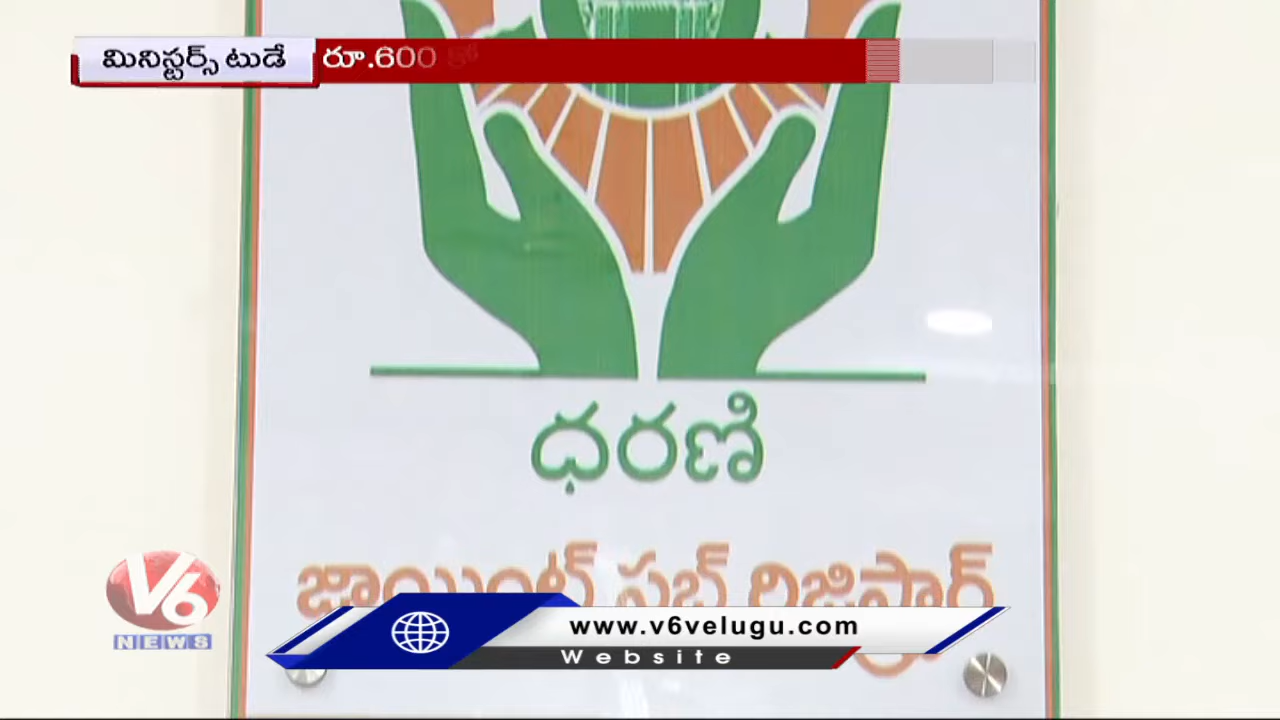 మినిస్టర్స్ టుడే
రూ.600 కో
ధరణి
జాయింట్ సబ్ రిజిస్ట్రార్
V6
NEWS
www.v6velugu.com
Website